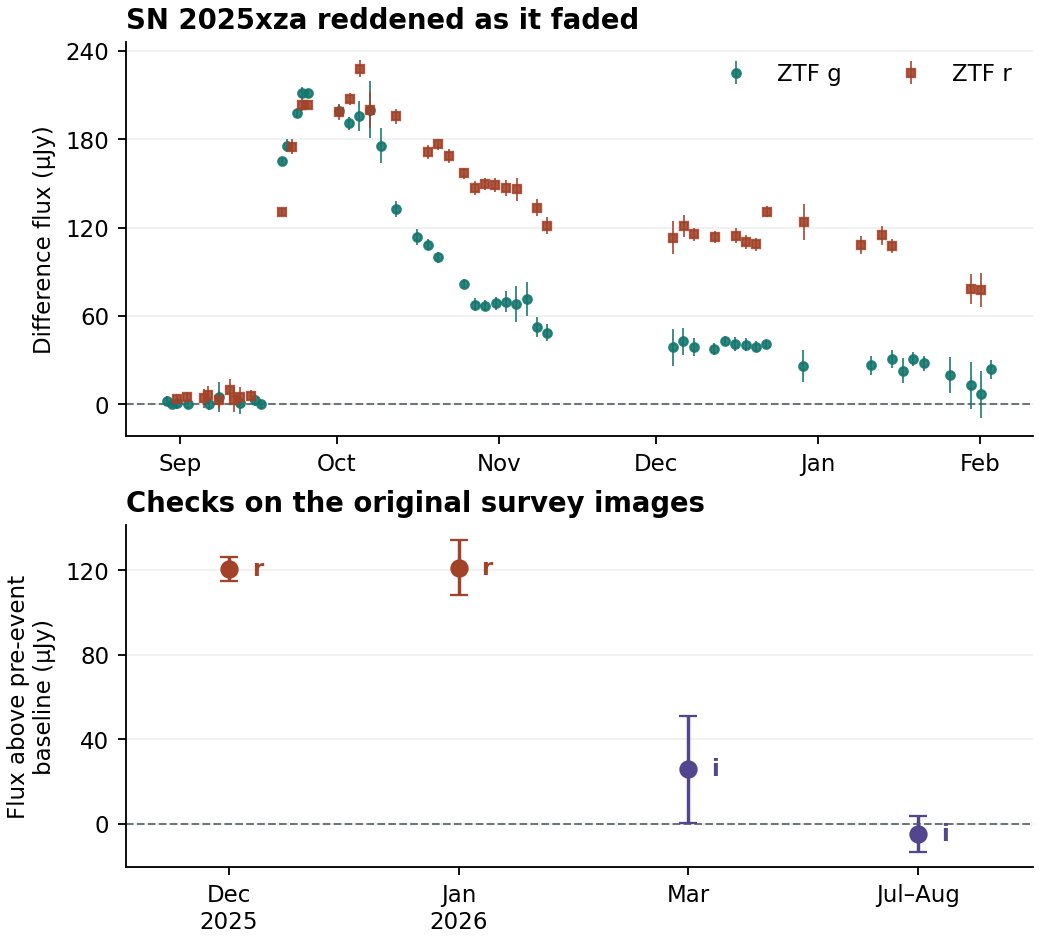 SN 2025xza reddened as it faded
ZTF g
ZTF r
Difference flux (μJy)
240
180
120
60
0
Sep
Oct
Nov
Dec
Jan
Feb
Checks on the original survey images
Flux above pre-event
baseline (μJy)
120
80
40
0
r
r
i
i
Dec
2025
Jan
2026
Mar
Jul–Aug